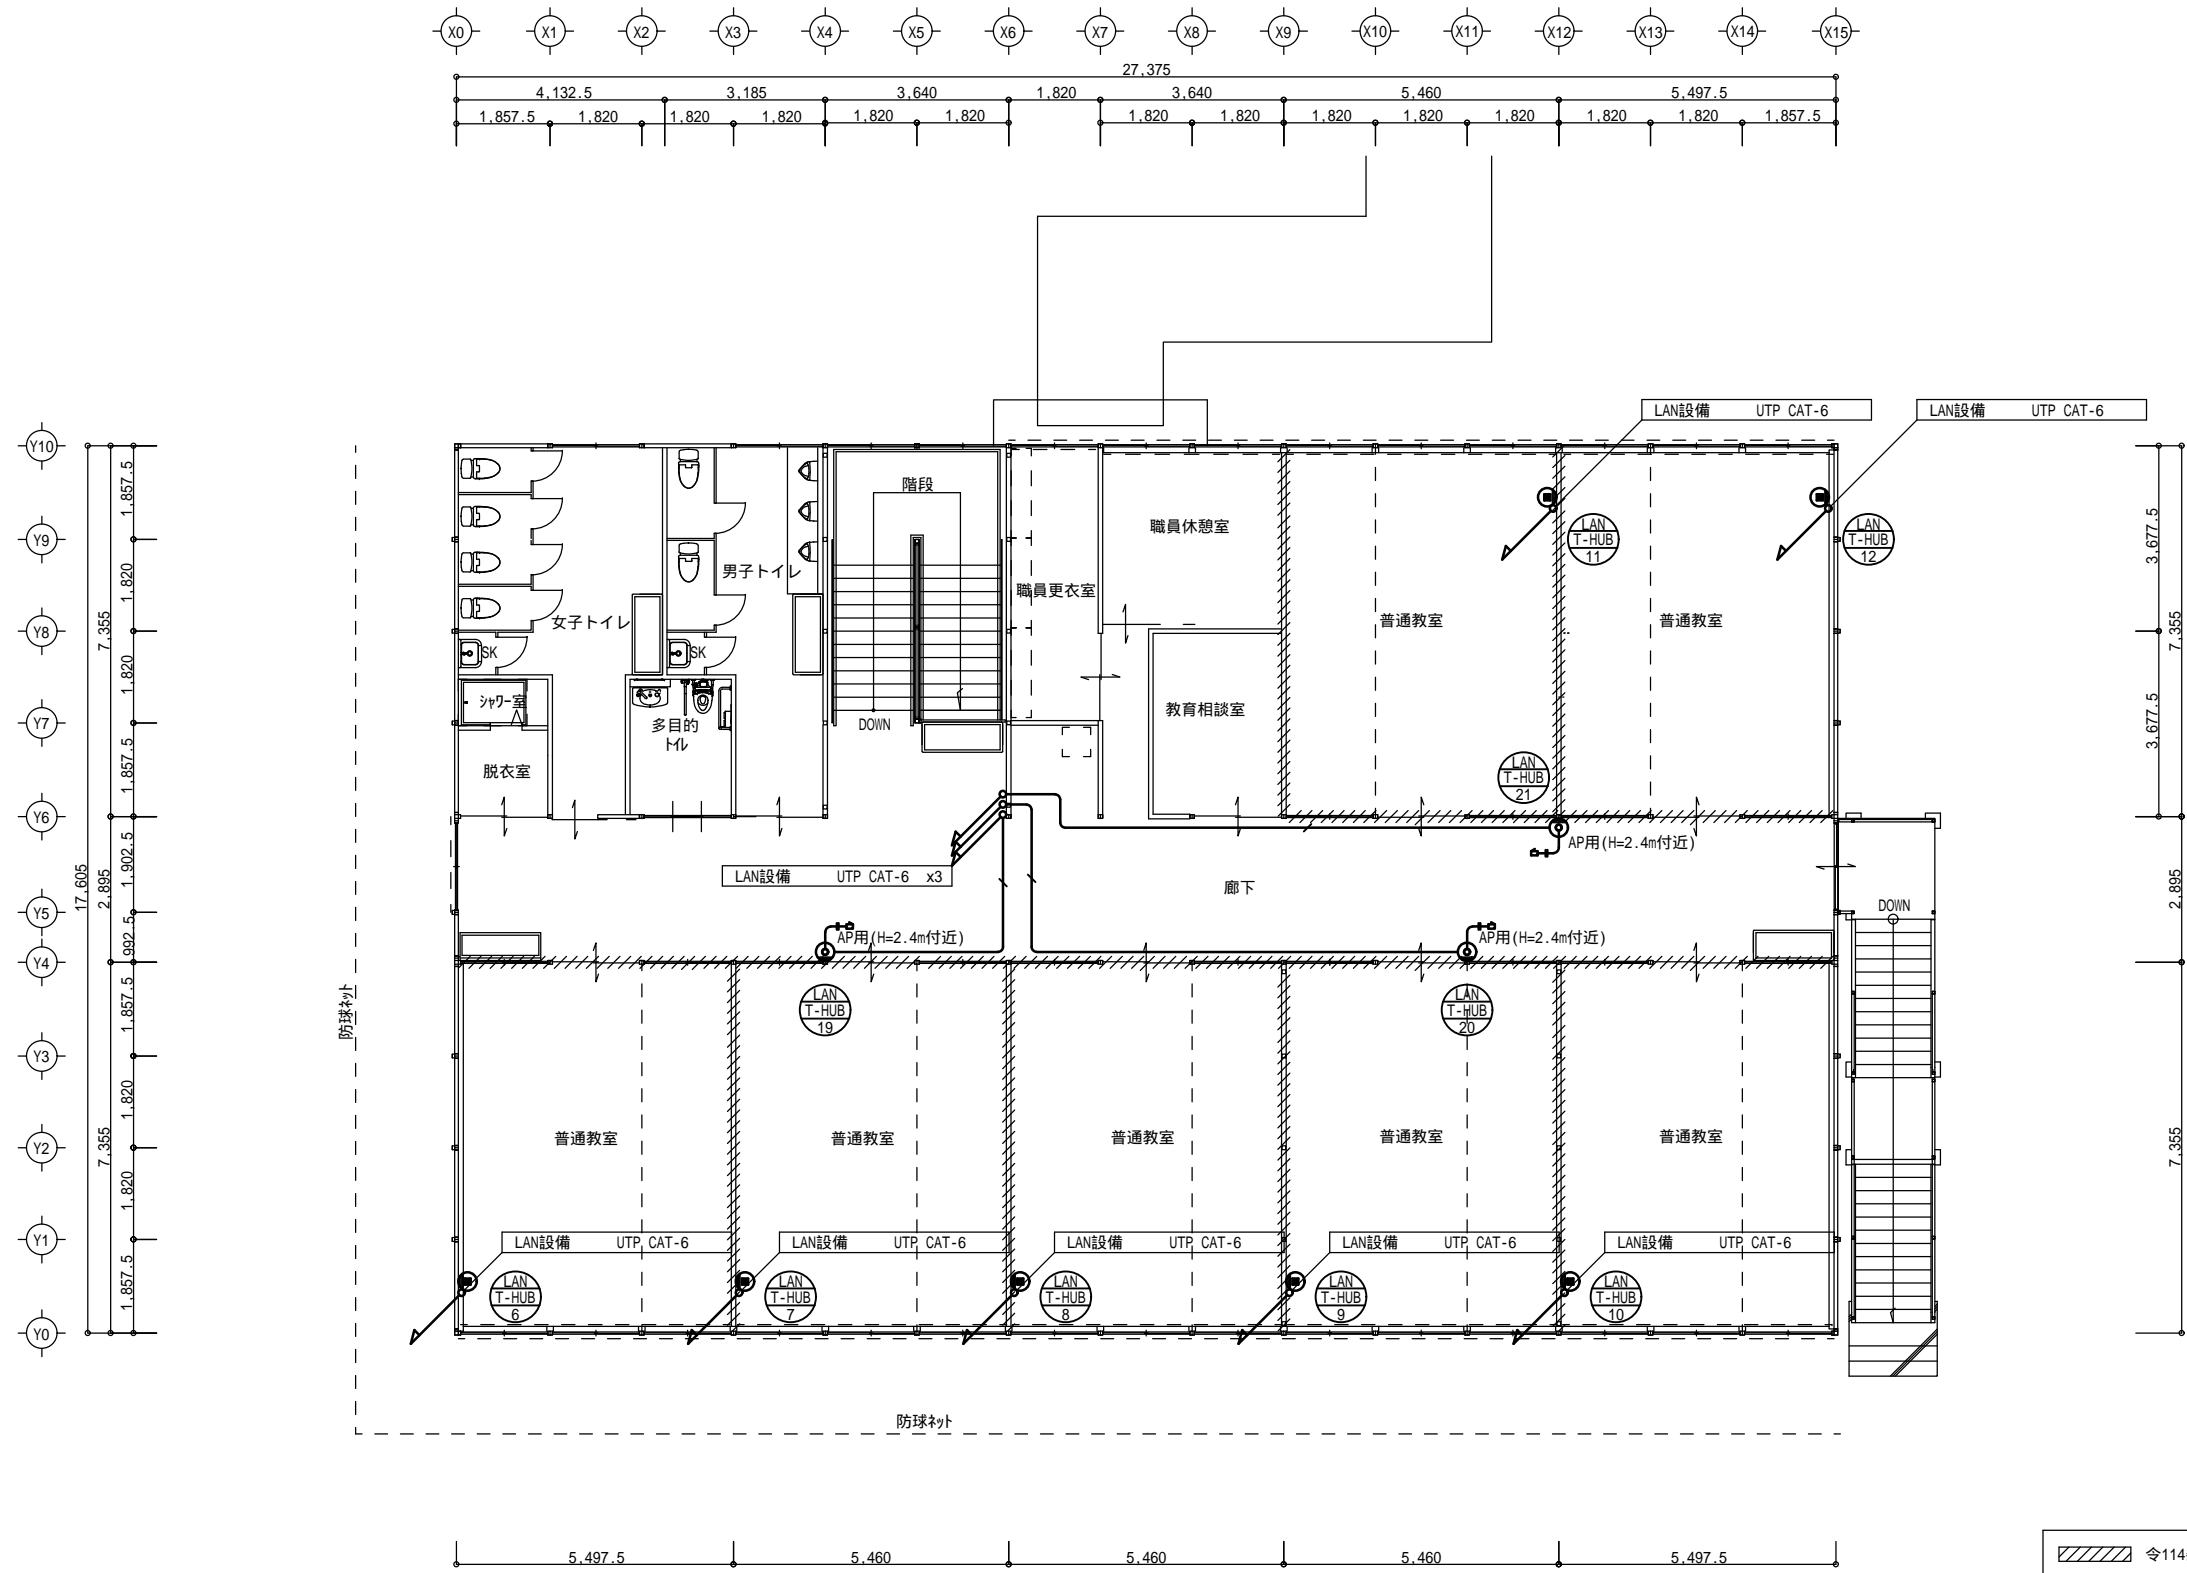 X0 X1 X2 X3 X4 X5 X6 X7 X8 X9 X10 X11 X12 X13 X14 X15
27,375
4,132.5 3,185 3,640 1,820 3,640 5,460 5,497.5
1,857.5 1,820 1,820 1,820 1,820 1,820 1,820 1,820 1,820 1,820 1,820 1,820 1,820 1,857.5
LAN設備 UTP CAT-6
LAN設備 UTP CAT-6
Y10
Y9
Y8
Y7
Y6
Y5
Y4
Y3
Y2
Y1
Y0
17,605
7,355
2,895
7,355
1,857.5
1,820
1,820
1,857.5
1,902.5
992.5
1,857.5
1,820
1,820
1,857.5
3,677.5
3,677.5
7,355
2,895
7,355
階段
職員休憩室
LAN
T-HUB
11
LAN
T-HUB
12
男子トイレ
職員更衣室
女子トイレ
普通教室
普通教室
SK
SK
シャワー室
多目的
トイレ
教育相談室
DOWN
脱衣室
LAN
T-HUB
21
AP用(H=2.4m付近)
LAN設備 UTP CAT-6 x3
廊下
DOWN
AP用(H=2.4m付近)
AP用(H=2.4m付近)
LAN
T-HUB
19
LAN
T-HUB
20
防球ネット
普通教室
普通教室
普通教室
普通教室
普通教室
LAN設備 UTP CAT-6
LAN設備 UTP CAT-6
LAN設備 UTP CAT-6
LAN設備 UTP CAT-6
LAN設備 UTP CAT-6
LAN
T-HUB
6
LAN
T-HUB
7
LAN
T-HUB
8
LAN
T-HUB
9
LAN
T-HUB
10
防球ネット
5,497.5 5,460 5,460 5,460 5,497.5
令114